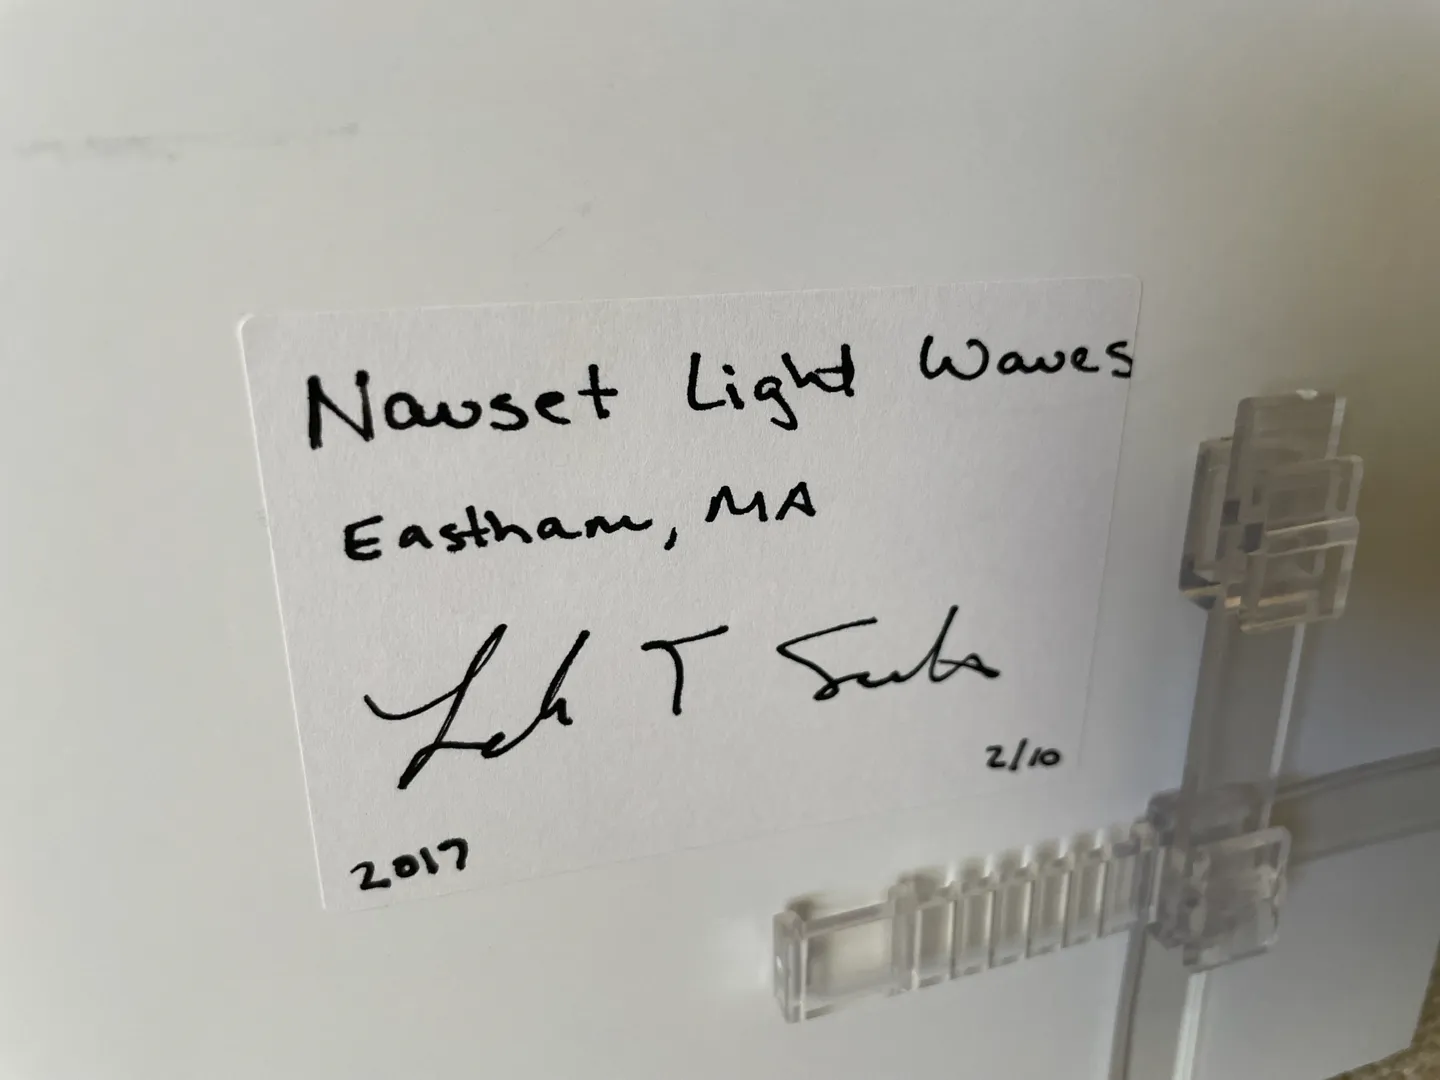 Nauset Light Waves
Eastham, MA
T
2/10
2017